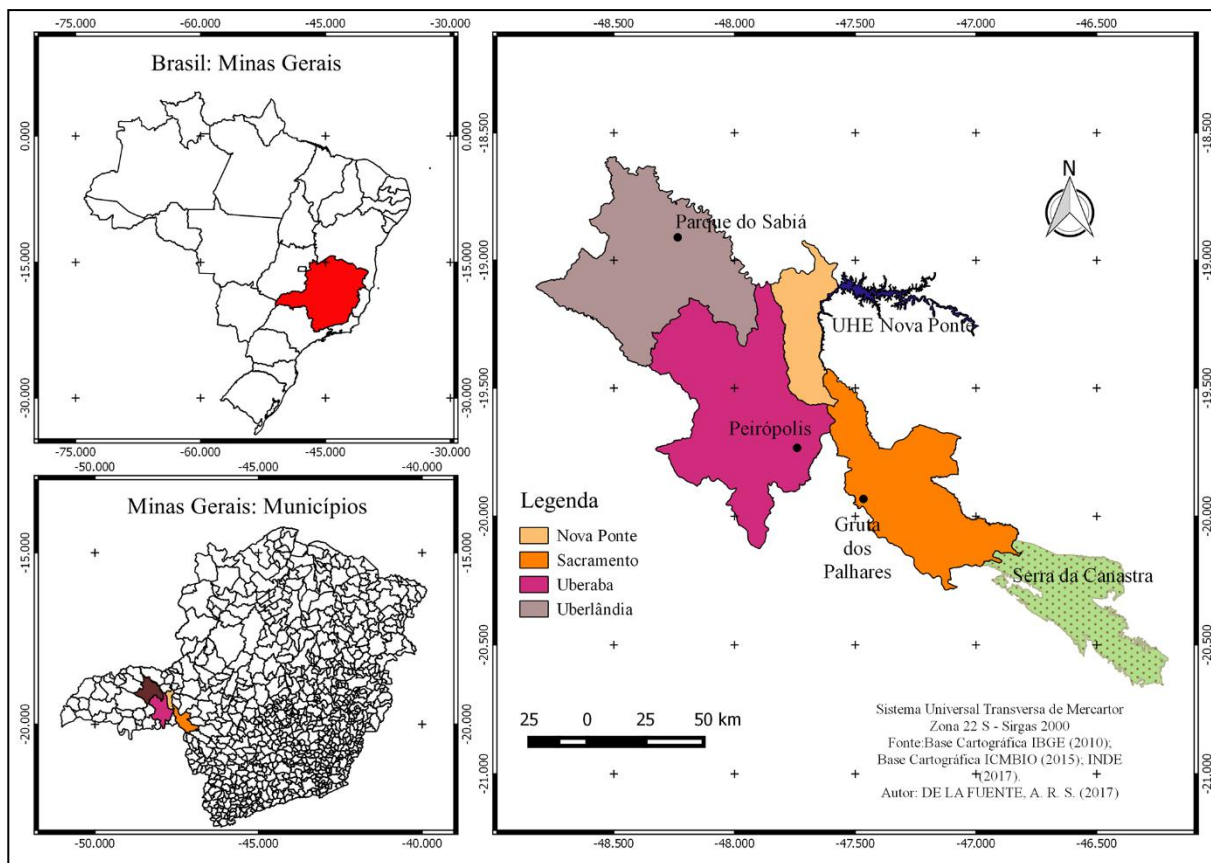 -75.000 -60.000 -45.000 -30.000
Brasil: Minas Gerais
0.000 0.000
-15.000 -15.000
-30.000 -30.000
-75.000 -60.000 -45.000 -30.000
-50.000 -45.000 -40.000
Minas Gerais: Municípios
-15.000 -15.000
-20.000 -20.000
-50.000 -45.000 -40.000
-48.500 -48.000 -47.500 -47.000 -46.500
-18.500 -18.500
N
Parque do Sabiá
-19.000 -19.000
UHE Nova Ponte
-19.500 -19.500
Peirópolis
-20.000 -20.000
Gruta
dos
Palhares
Serra da Canastra
Legenda
Nova Ponte
Sacramento
Uberaba
Uberlândia
-20.500 -20.500
25 0 25 50 km
Sistema Universal Transversa de Mercartor
Zona 22 S - Sirgas 2000
Fonte:Base Cartográfica IBGE (2010);
Base Cartográfica ICMBIO (2015); INDE
(2017).
Autor: DE LA FUENTE, A. R. S. (2017)
-21.000 -21.000
-48.500 -48.000 -47.500 -47.000 -46.500